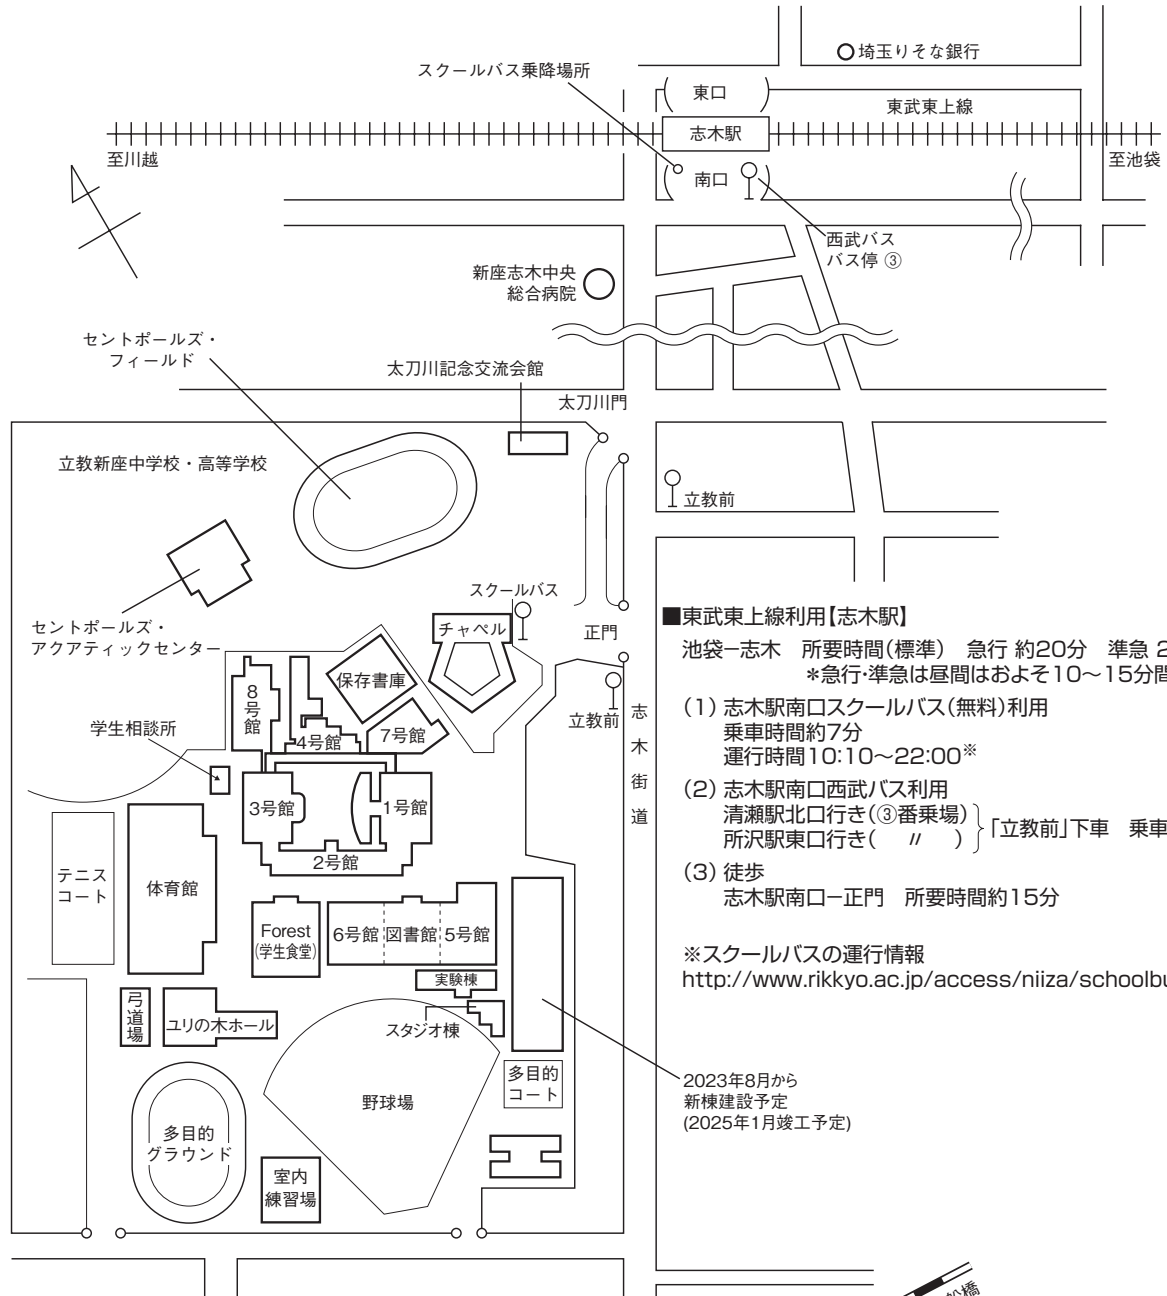 埼玉りそな銀行
スクールバス乗降場所
東口
東武東上線
志木駅
至川越
至池袋
南口
西武バス
バス停 ③
新座志木中央
総合病院
セントポールズ・
フィールド
太刀川記念交流会館
太刀川門
立教新座中学校・高等学校
立教前
スクールバス
セントポールズ・
アクアティックセンター
チャペル
正門
保存書庫
8号館
4号館
7号館
学生相談所
立教前
志木街道
3号館
1号館
2号館
テニス
コート
体育館
Forest
(学生食堂)
6号館
図書館
5号館
実験棟
弓道場
ユリの木ホール
スタジオ棟
多目的
コート
野球場
多目的
グラウンド
室内
練習場
2023年8月から
新棟建設予定
(2025年1月竣工予定)
■東武東上線利用【志木駅】
池袋−志木 所要時間(標準) 急行 約20分 準急 2
*急行・準急は昼間はおよそ10〜15分間
(1) 志木駅南口スクールバス(無料)利用
乗車時間約7分
運行時間10:10〜22:00※
(2) 志木駅南口西武バス利用
清瀬駅北口行き(③番乗場)
所沢駅東口行き( 〃 )
「立教前」下車 乗車
(3) 徒歩
志木駅南口−正門 所要時間約15分
※スクールバスの運行情報
http://www.rikkyo.ac.jp/access/niiza/schoolbu